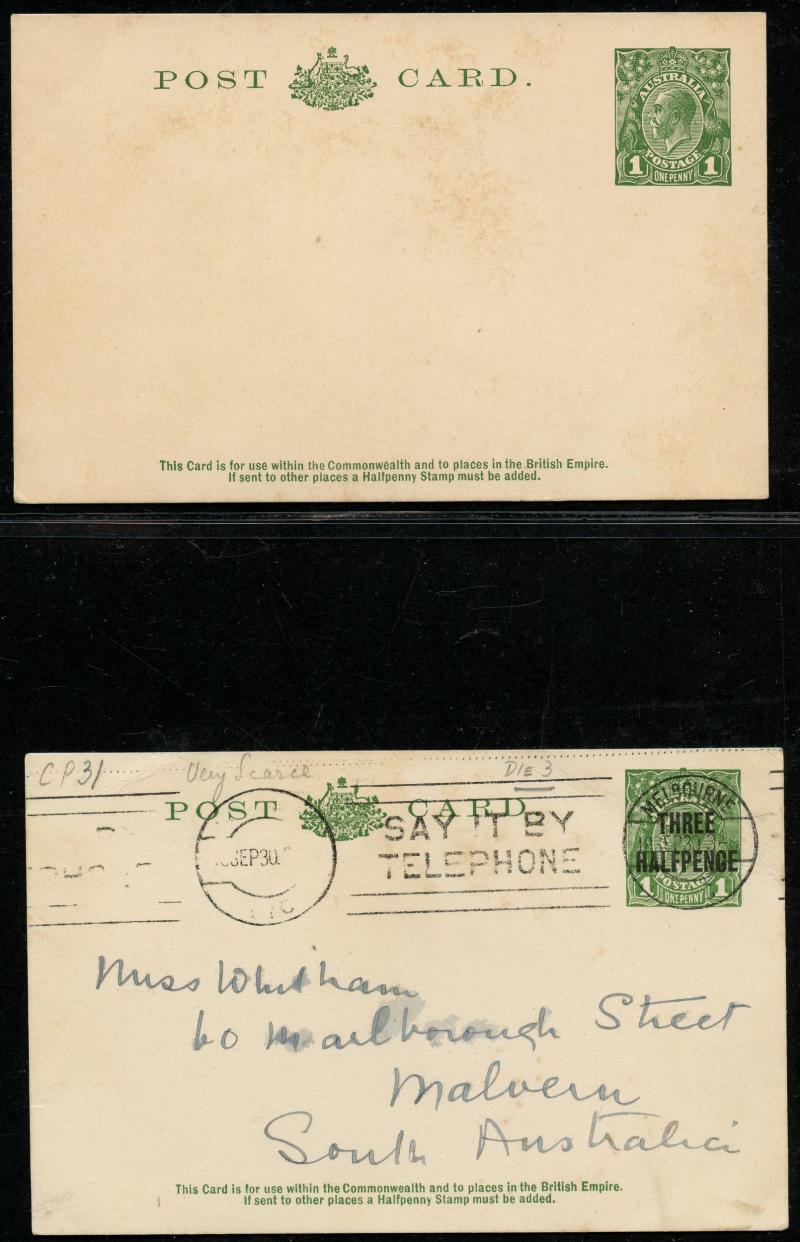 POST CARD.
AUSTRALIA
POSTAGE
1 1
ONE PENNY
This Card is for use within the Commonwealth and to places in the British Empire.
If sent to other places a Halfpenny Stamp must be added.
CP31
Very Scarce
DIE 3
POST CARD
MELBOURNE
SEP30
SAY IT BY
TELEPHONE
THREE
HALFPENCE
POSTAGE
1 1
ONE PENNY
Miss Whitham
60 Marlborough Street
Malvern
South Australia
This Card is for use within the Commonwealth and to places in the British Empire.
If sent to other places a Halfpenny Stamp must be added.